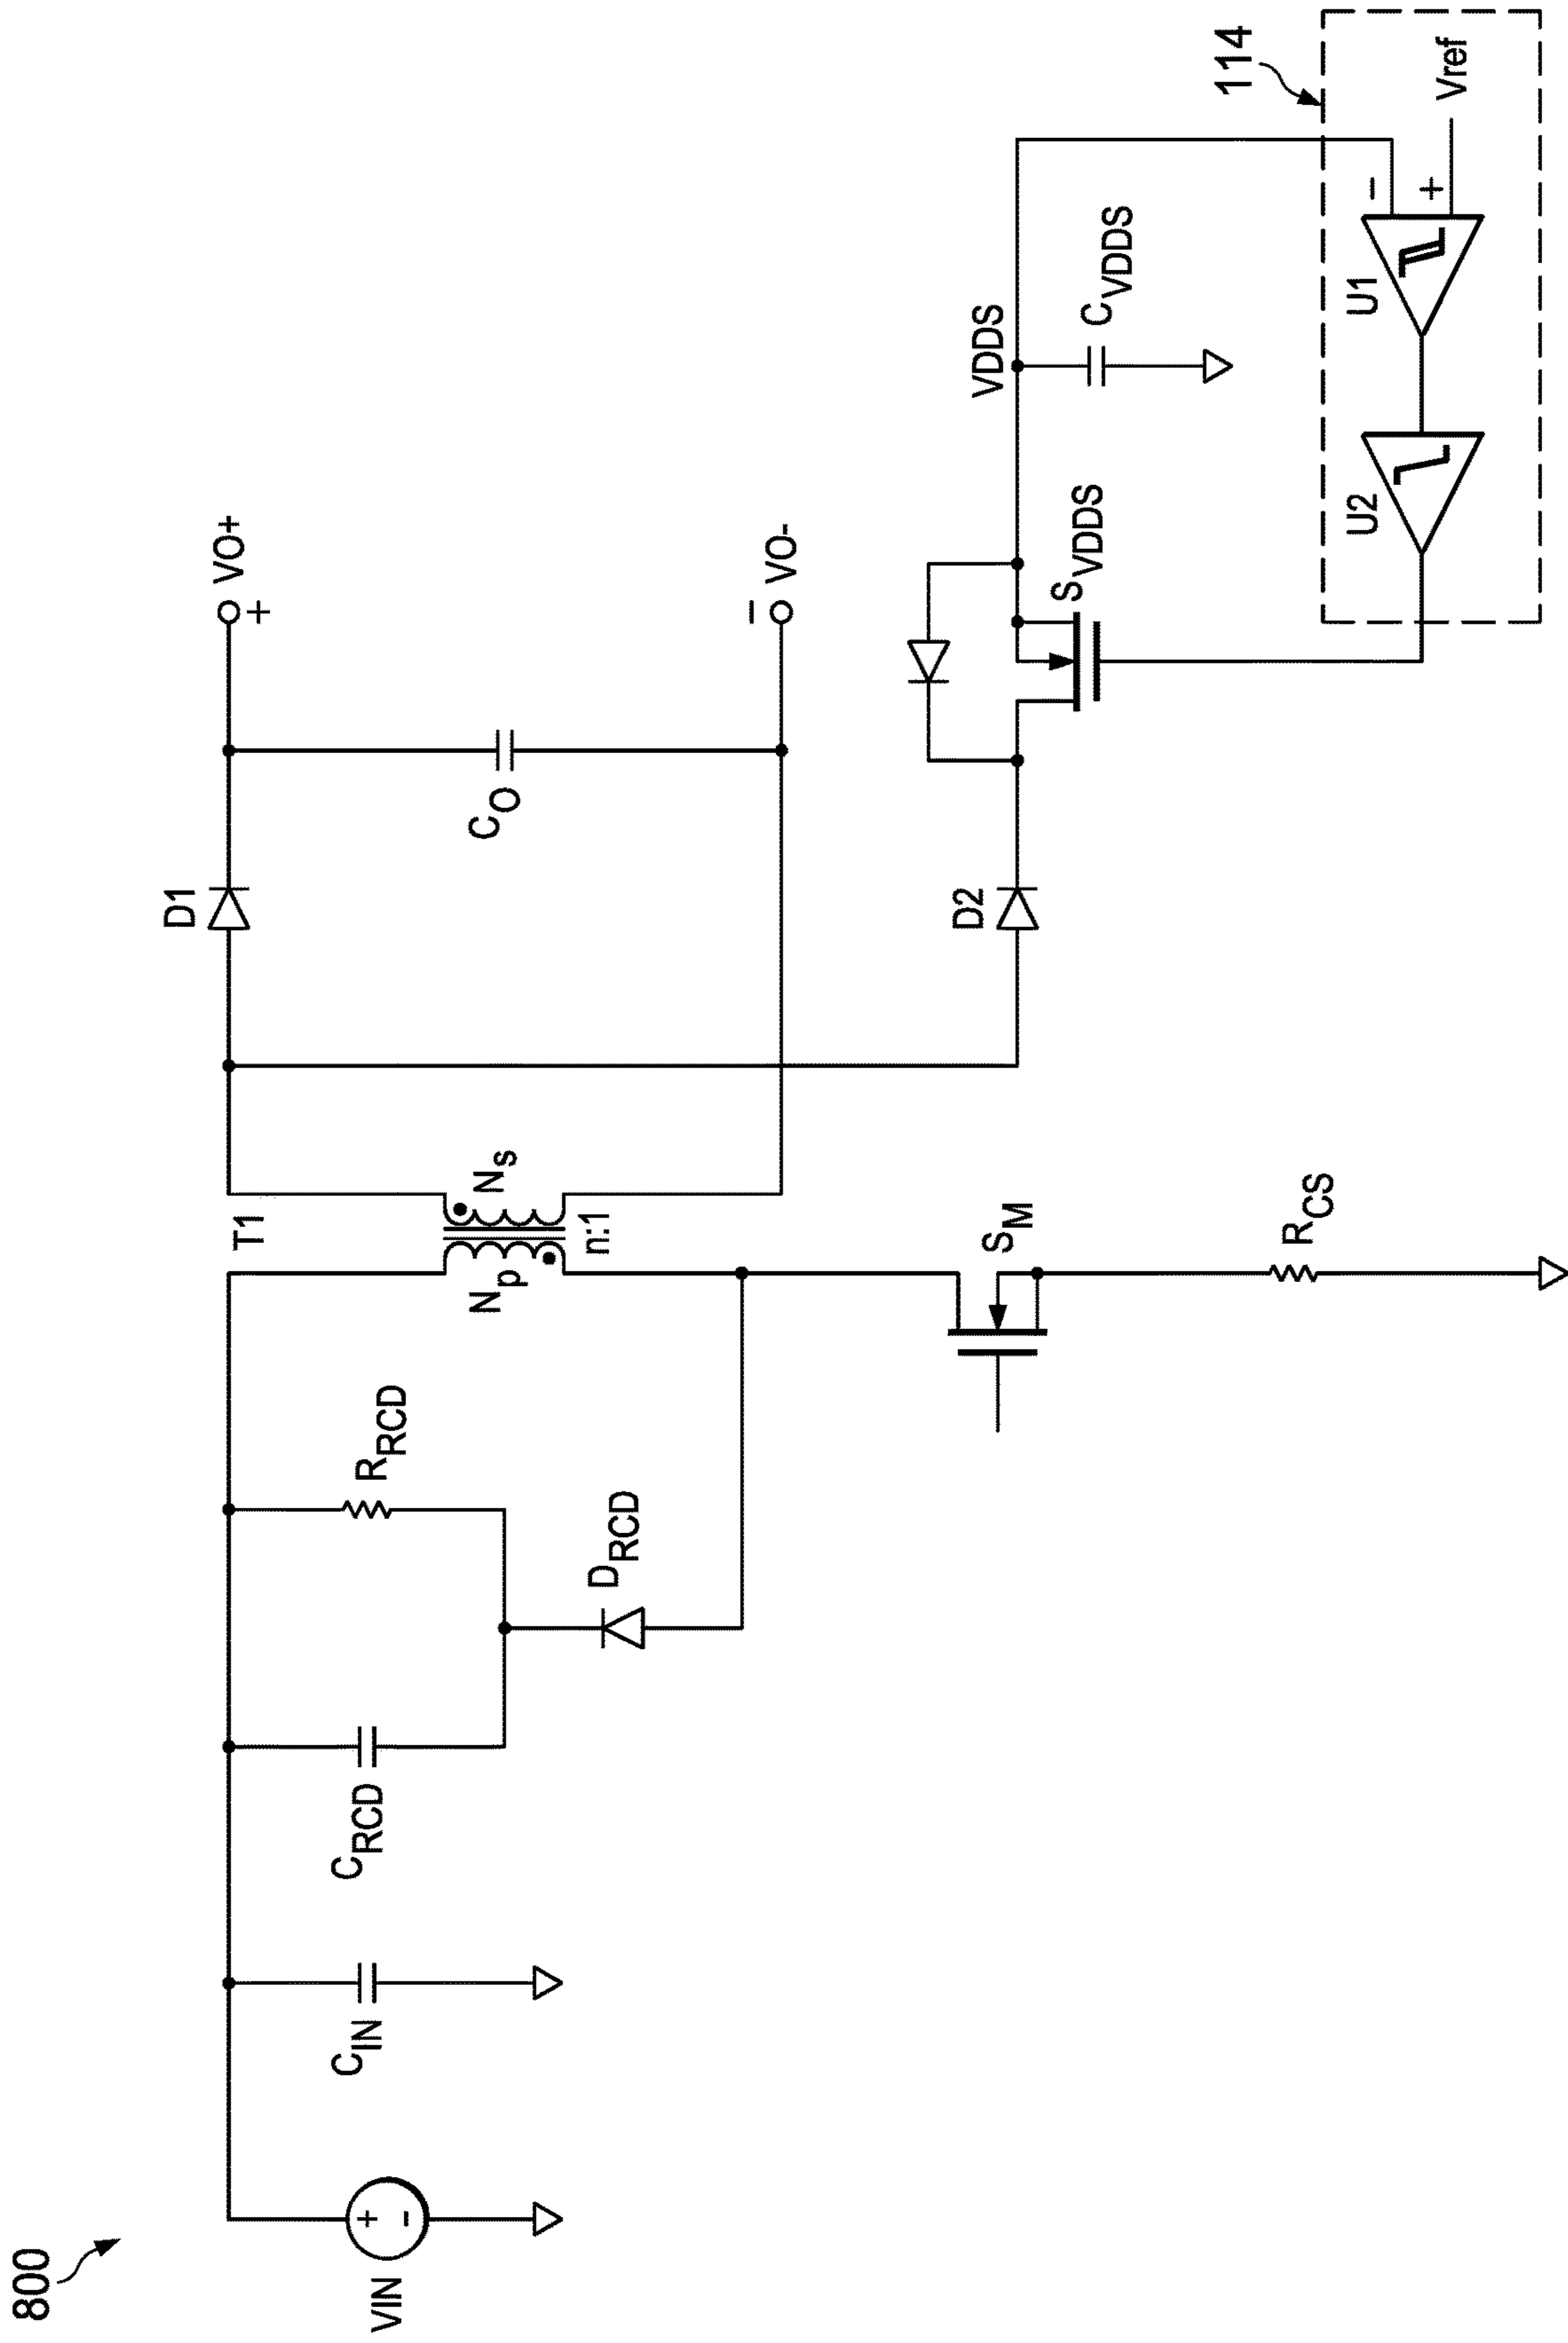 800
VIN
+
-
C_IN
C_RCD
R_RCD
D_RCD
T1
N_p
N_s
n:1
S_M
R_CS
D1
C_O
VO+
+
VO-
−
D2
S_VDDS
VDDS
C_VDDS
114
U2
U1
−
+
Vref